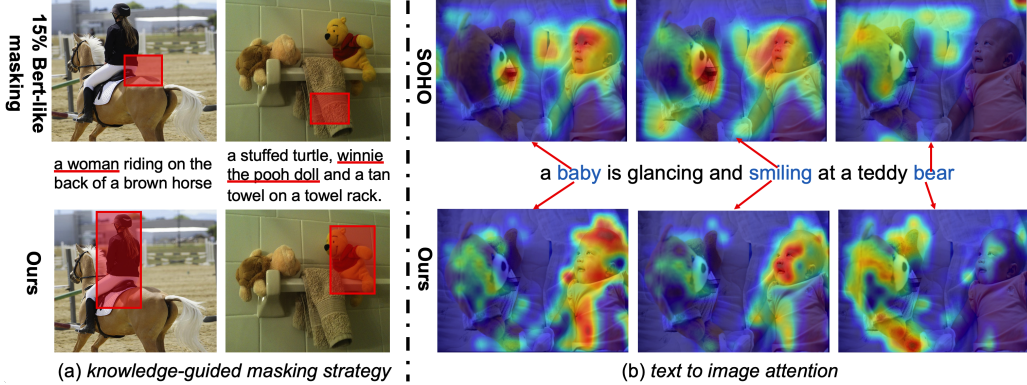 15% Bert-like
masking
a woman riding on the
back of a brown horse
a stuffed turtle, winnie
the pooh doll and a tan
towel on a towel rack.
Ours
(a) knowledge-guided masking strategy
SOHO
a baby is glancing and smiling at a teddy bear
Ours
(b) text to image attention